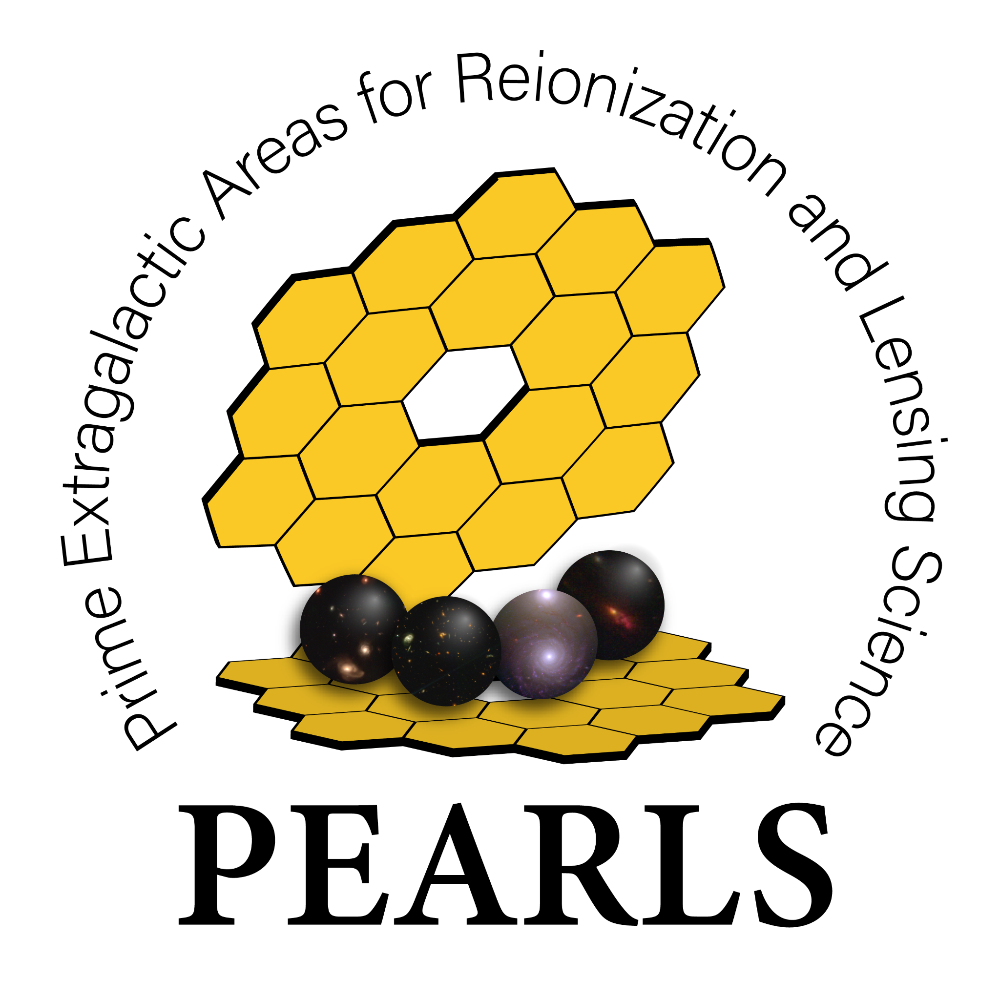 Prime Extragalactic Areas for Reionization and Lensing Science
PEARLS